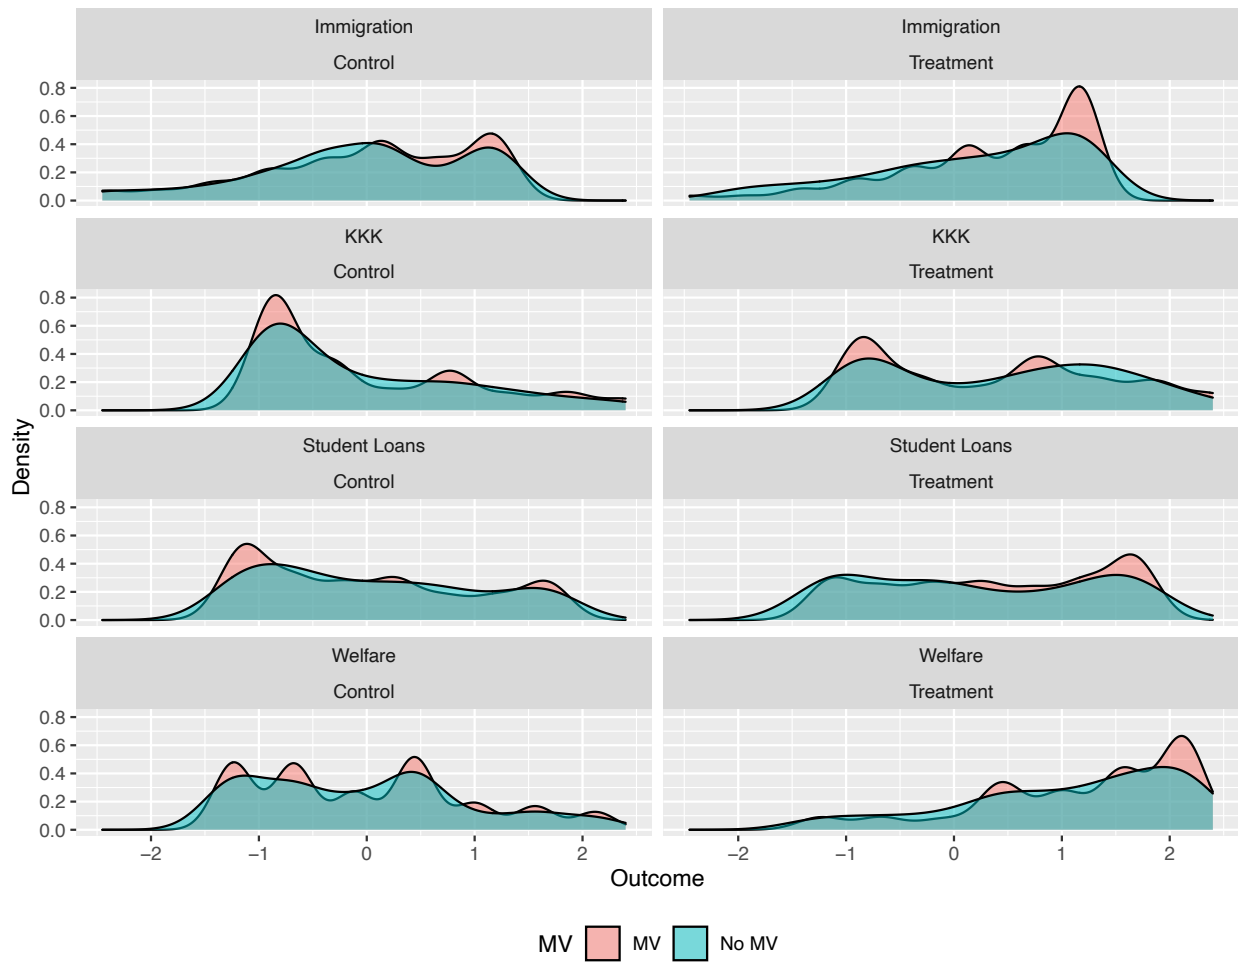 Immigration Immigration
Control Treatment
0.8
0.6
0.4
0.2
0.0
KKK KKK
Control Treatment
0.8
0.6
0.4
0.2
0.0
Student Loans Student Loans
Control Treatment
0.8
0.6
0.4
0.2
0.0
Welfare Welfare
Control Treatment
0.8
0.6
0.4
0.2
0.0
Density
−2 −1 0 1 2 −2 −1 0 1 2
Outcome
MV MV No MV